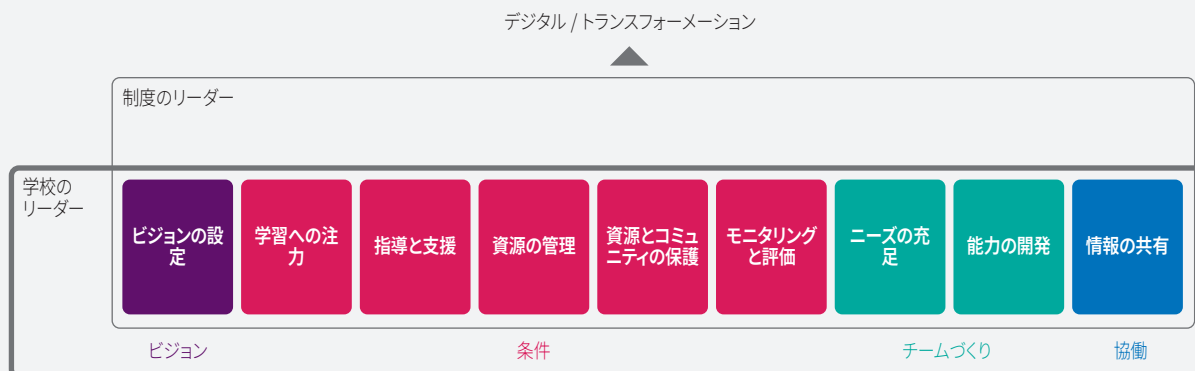 デジタル / トランスフォーメーション
制度のリーダー
学校の
リーダー
ビジョンの設
定
学習への注
力
指導と支援
資源の管理
資源とコミュ
ニティの保護
モニタリング
と評価
ニーズの充
足
能力の開発
情報の共有
ビジョン
条件
チームづくり
協働